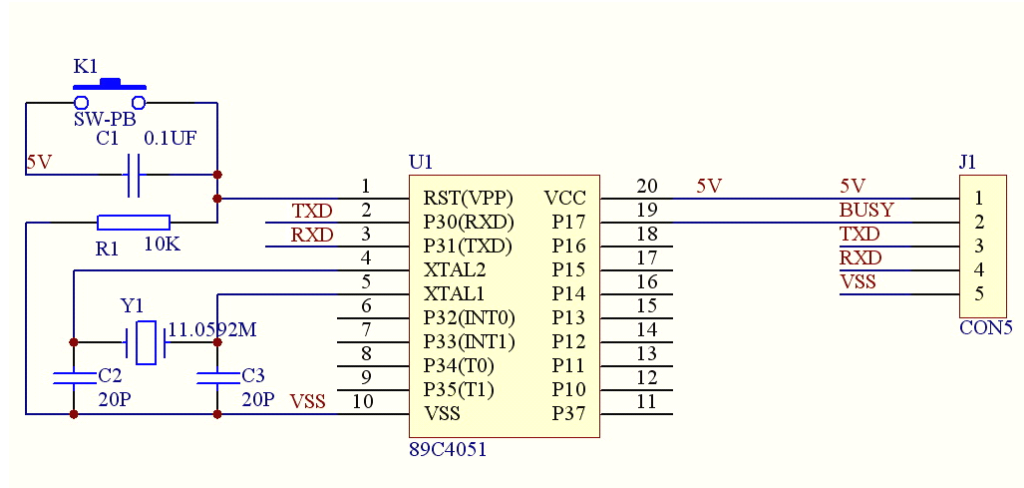 K1
SW-PB
C1 0.1UF
5V
R1 10K
Y1
11.0592M
C2
20P
C3
20P
VSS
TXD
RXD
U1
1 RST(VPP) VCC 20
2 P30(RXD) P17 19
3 P31(TXD) P16 18
4 XTAL2 P15 17
5 XTAL1 P14 16
6 P32(INT0) P13 15
7 P33(INT1) P12 14
8 P34(T0) P11 13
9 P35(T1) P10 12
10 VSS P37 11
89C4051
5V
J1
5V 1
BUSY 2
TXD 3
RXD 4
VSS 5
CON5